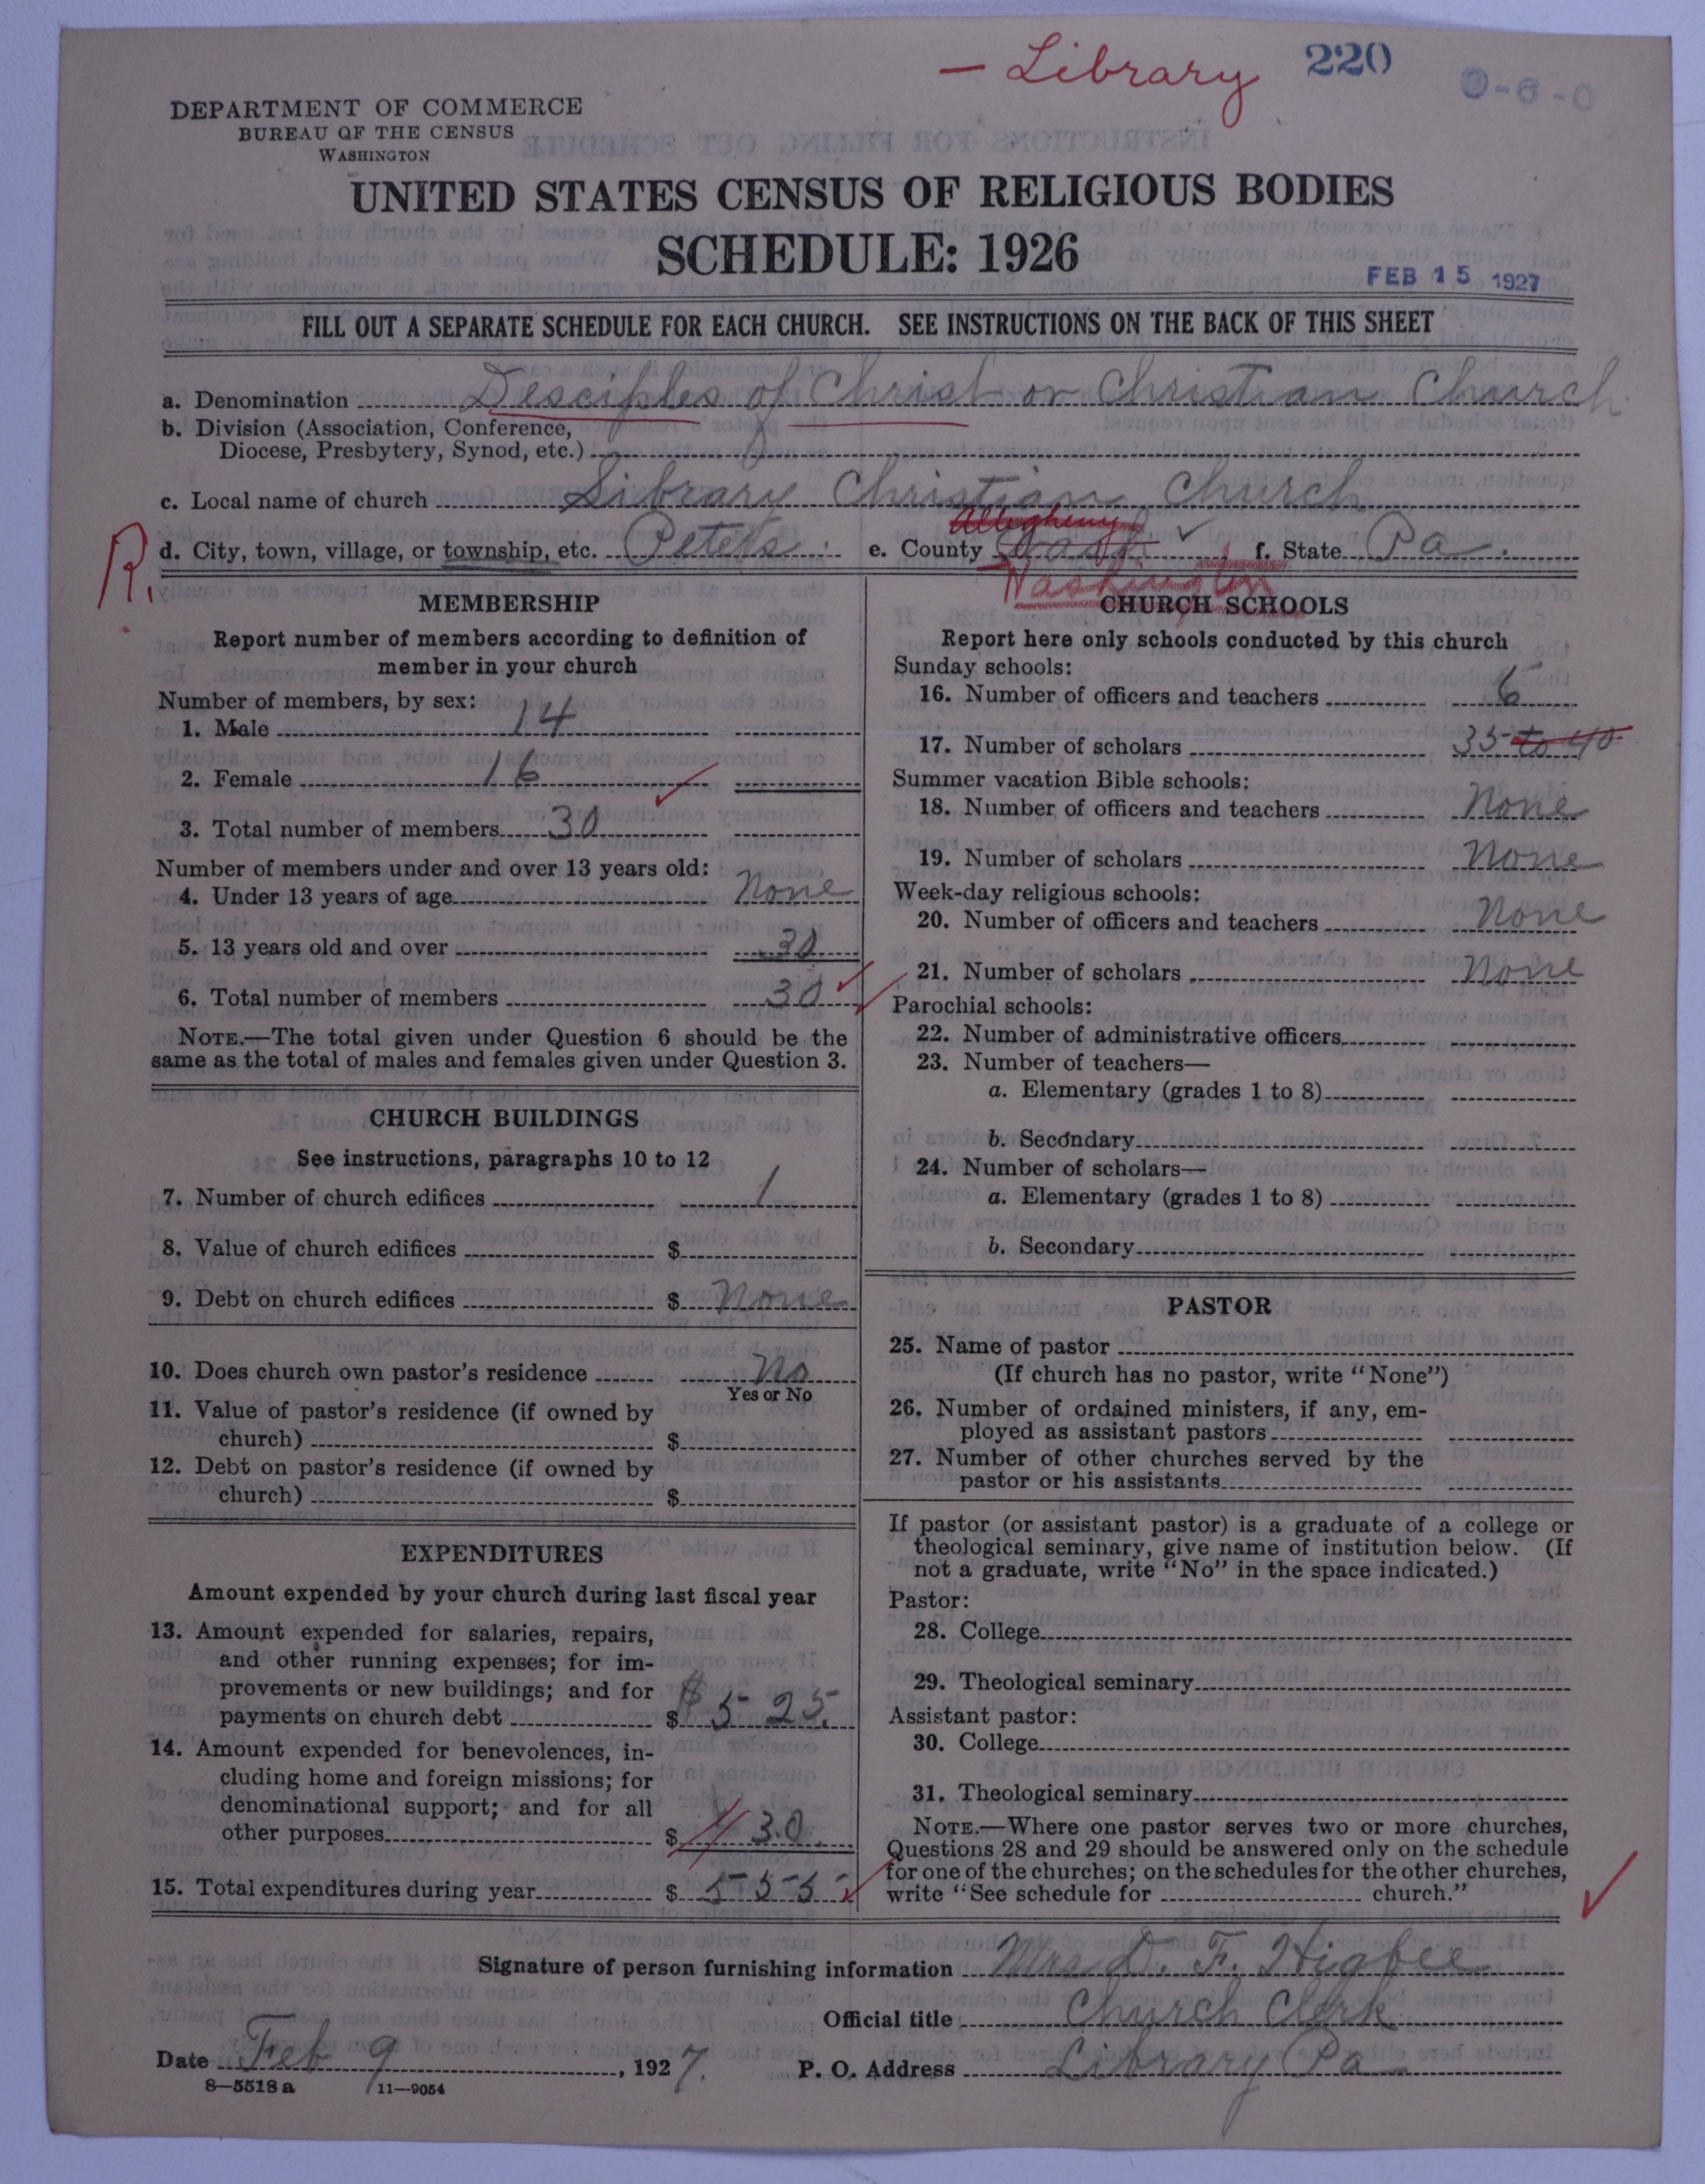 — Library 220 0-6-0
DEPARTMENT OF COMMERCE
BUREAU OF THE CENSUS
WASHINGTON
UNITED STATES CENSUS OF RELIGIOUS BODIES
SCHEDULE: 1926
FEB 15 1927
FILL OUT A SEPARATE SCHEDULE FOR EACH CHURCH. SEE INSTRUCTIONS ON THE BACK OF THIS SHEET
a. Denomination Desciples of Christ or Christian Church
b. Division (Association, Conference,
Diocese, Presbytery, Synod, etc.)
c. Local name of church Library Christian Church
Allegheny
R. d. City, town, village, or township, etc. Peters. e. County Wash ✓ f. State Pa.
Washington
MEMBERSHIP
Report number of members according to definition of
member in your church
Number of members, by sex:
1. Male 14
2. Female 16
3. Total number of members 30
Number of members under and over 13 years old:
4. Under 13 years of age None
5. 13 years old and over 30
6. Total number of members 30
NOTE.—The total given under Question 6 should be the
same as the total of males and females given under Question 3.
CHURCH BUILDINGS
See instructions, paragraphs 10 to 12
7. Number of church edifices 1
8. Value of church edifices $
9. Debt on church edifices $ None
10. Does church own pastor's residence No
Yes or No
11. Value of pastor's residence (if owned by
church) $
12. Debt on pastor's residence (if owned by
church) $
EXPENDITURES
Amount expended by your church during last fiscal year
13. Amount expended for salaries, repairs,
and other running expenses; for im-
provements or new buildings; and for
payments on church debt $ $525.
14. Amount expended for benevolences, in-
cluding home and foreign missions; for
denominational support; and for all
other purposes $ 30.
15. Total expenditures during year $ 555
CHURCH SCHOOLS
Report here only schools conducted by this church
Sunday schools:
16. Number of officers and teachers 6
17. Number of scholars 35 to 40
Summer vacation Bible schools:
18. Number of officers and teachers None
19. Number of scholars None
Week-day religious schools:
20. Number of officers and teachers None
21. Number of scholars None
Parochial schools:
22. Number of administrative officers
23. Number of teachers—
a. Elementary (grades 1 to 8)
b. Secondary
24. Number of scholars—
a. Elementary (grades 1 to 8)
b. Secondary
PASTOR
25. Name of pastor
(If church has no pastor, write "None")
26. Number of ordained ministers, if any, em-
ployed as assistant pastors
27. Number of other churches served by the
pastor or his assistants
If pastor (or assistant pastor) is a graduate of a college or
theological seminary, give name of institution below. (If
not a graduate, write "No" in the space indicated.)
Pastor:
28. College
29. Theological seminary
Assistant pastor:
30. College
31. Theological seminary
NOTE.—Where one pastor serves two or more churches,
Questions 28 and 29 should be answered only on the schedule
for one of the churches; on the schedules for the other churches,
write "See schedule for church."
Signature of person furnishing information Mrs D. F. Higbee
Official title Church Clerk
Date Feb 9, 1927. P. O. Address Library Pa
8—5518 a 11—9054